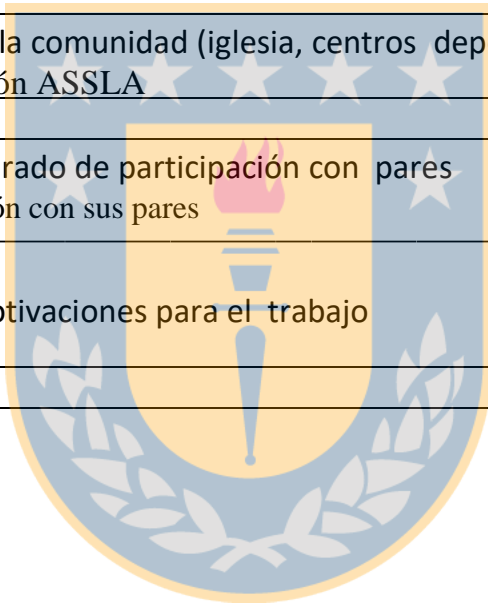 la comunidad (iglesia, centros dep
ón ASSLA
rado de participación con pares
ón con sus pares
otivaciones para el trabajo